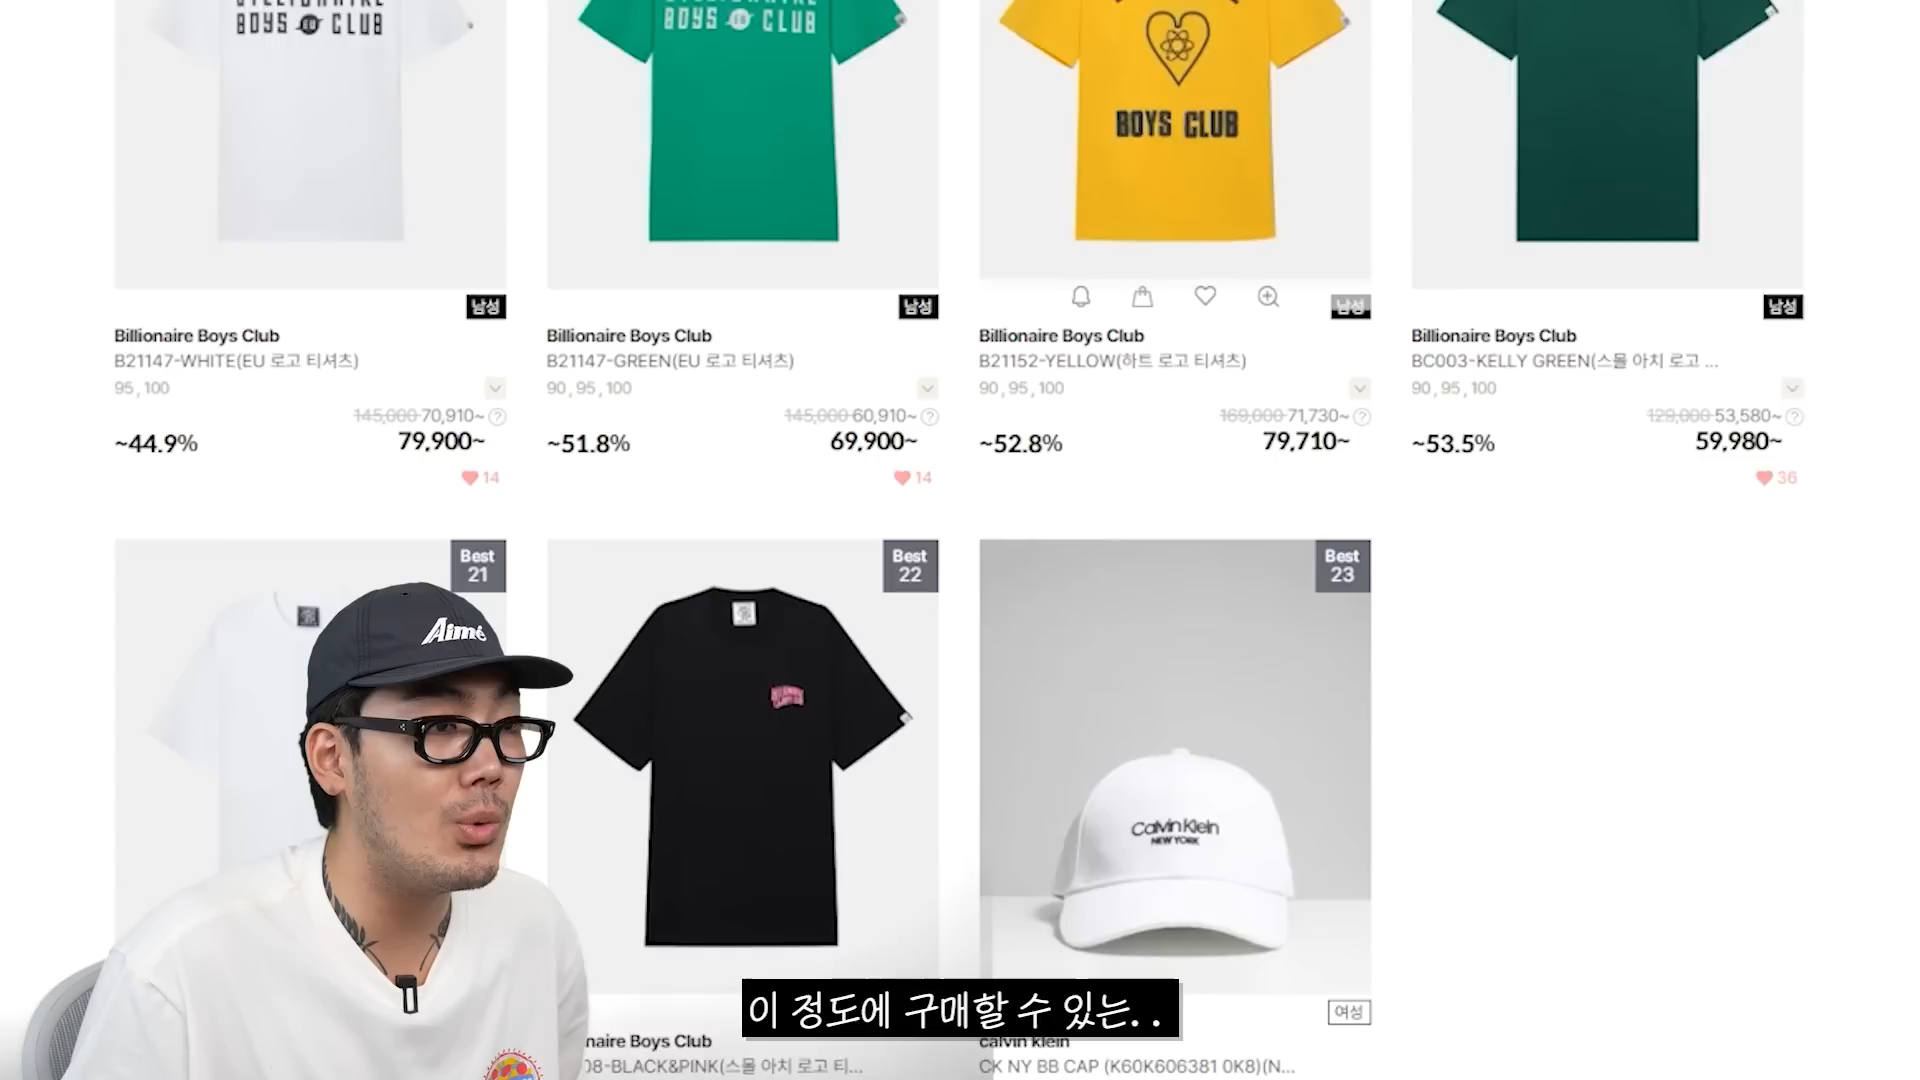 BOYS CLUB
BOYS CLUB
BOYS CLUB
남성
남성
남성
남성
Billionaire Boys Club
B21147-WHITE(EU 로고 티셔츠)
95, 100
145,000 70,910~
~44.9%
79,900~
14
Billionaire Boys Club
B21147-GREEN(EU 로고 티셔츠)
90, 95, 100
145,000 60,910~
~51.8%
69,900~
14
Billionaire Boys Club
B21152-YELLOW(하트 로고 티셔츠)
90, 95, 100
169,000 71,730~
~52.8%
79,710~
Billionaire Boys Club
BC003-KELLY GREEN(스몰 아치 로고 ...
90, 95, 100
129,000 53,580~
~53.5%
59,980~
36
Best
21
Best
22
Best
23
Aimé
Calvin Klein
NEW YORK
이 정도에 구매할 수 있는. .
여성
naire Boys Club
08-BLACK&PINK(스몰 아치 로고 티...
calvin klein
CK NY BB CAP (K60K606381 0K8)(N...